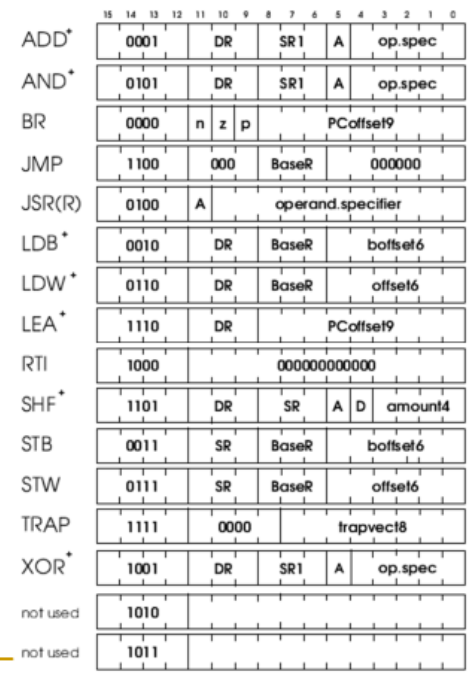 15 14 13 12 11 10 9 8 7 6 5 4 3 2 1 0
ADD+ 0001 DR SR1 A op.spec
AND+ 0101 DR SR1 A op.spec
BR 0000 n z p PCoffset9
JMP 1100 000 BaseR 000000
JSR(R) 0100 A operand.specifier
LDB+ 0010 DR BaseR boffset6
LDW+ 0110 DR BaseR offset6
LEA+ 1110 DR PCoffset9
RTI 1000 000000000000
SHF+ 1101 DR SR A D amount4
STB 0011 SR BaseR boffset6
STW 0111 SR BaseR offset6
TRAP 1111 0000 trapvect8
XOR+ 1001 DR SR1 A op.spec
not used 1010
not used 1011